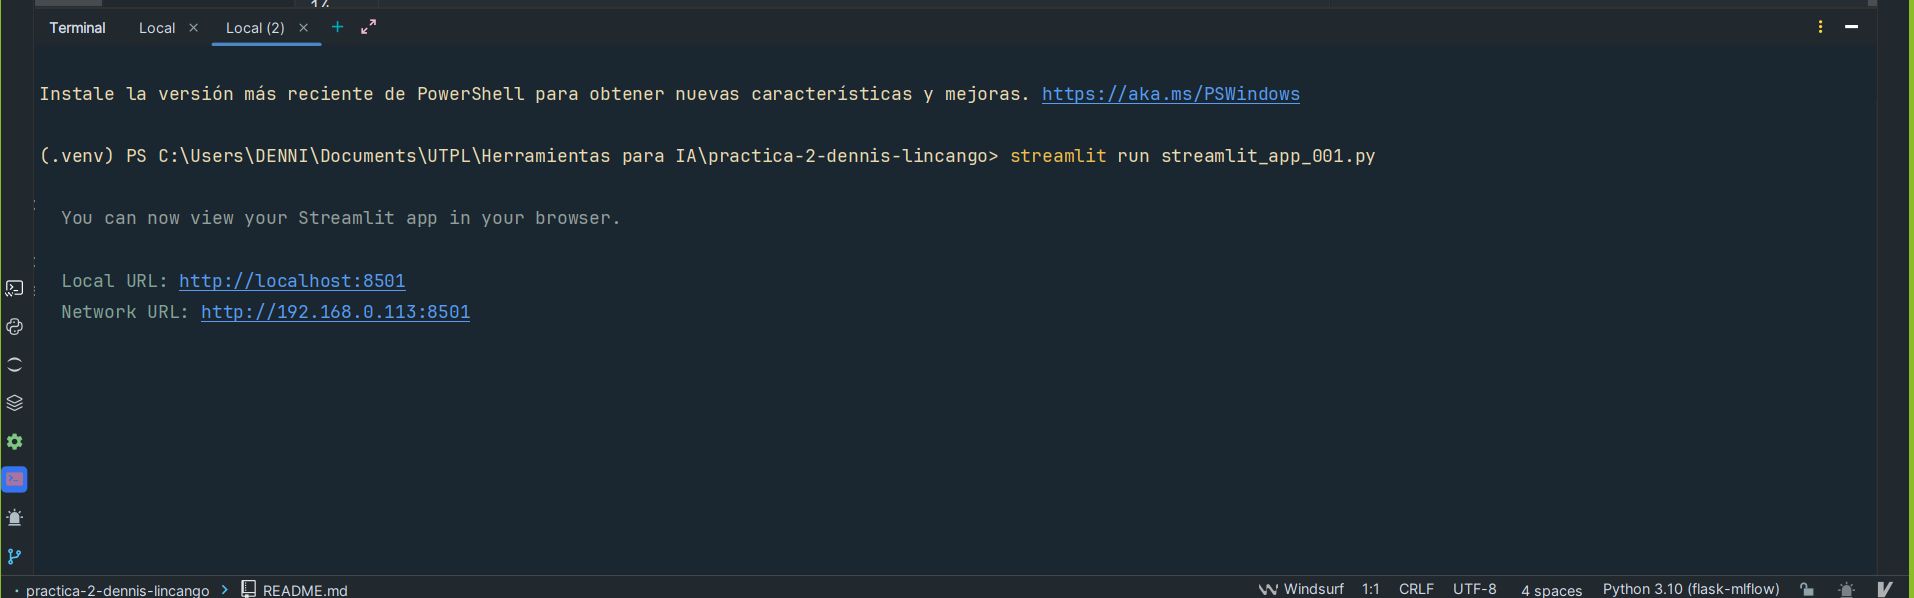 Terminal Local Local (2)
Instale la versión más reciente de PowerShell para obtener nuevas características y mejoras. https://aka.ms/PSWindows
(.venv) PS C:\Users\DENNI\Documents\UTPL\Herramientas para IA\practica-2-dennis-lincango> streamlit run streamlit_app_001.py
You can now view your Streamlit app in your browser.
Local URL: http://localhost:8501
Network URL: http://192.168.0.113:8501
practica-2-dennis-lincango > README.md Windsurf 1:1 CRLF UTF-8 4 spaces Python 3.10 (flask-mlflow)